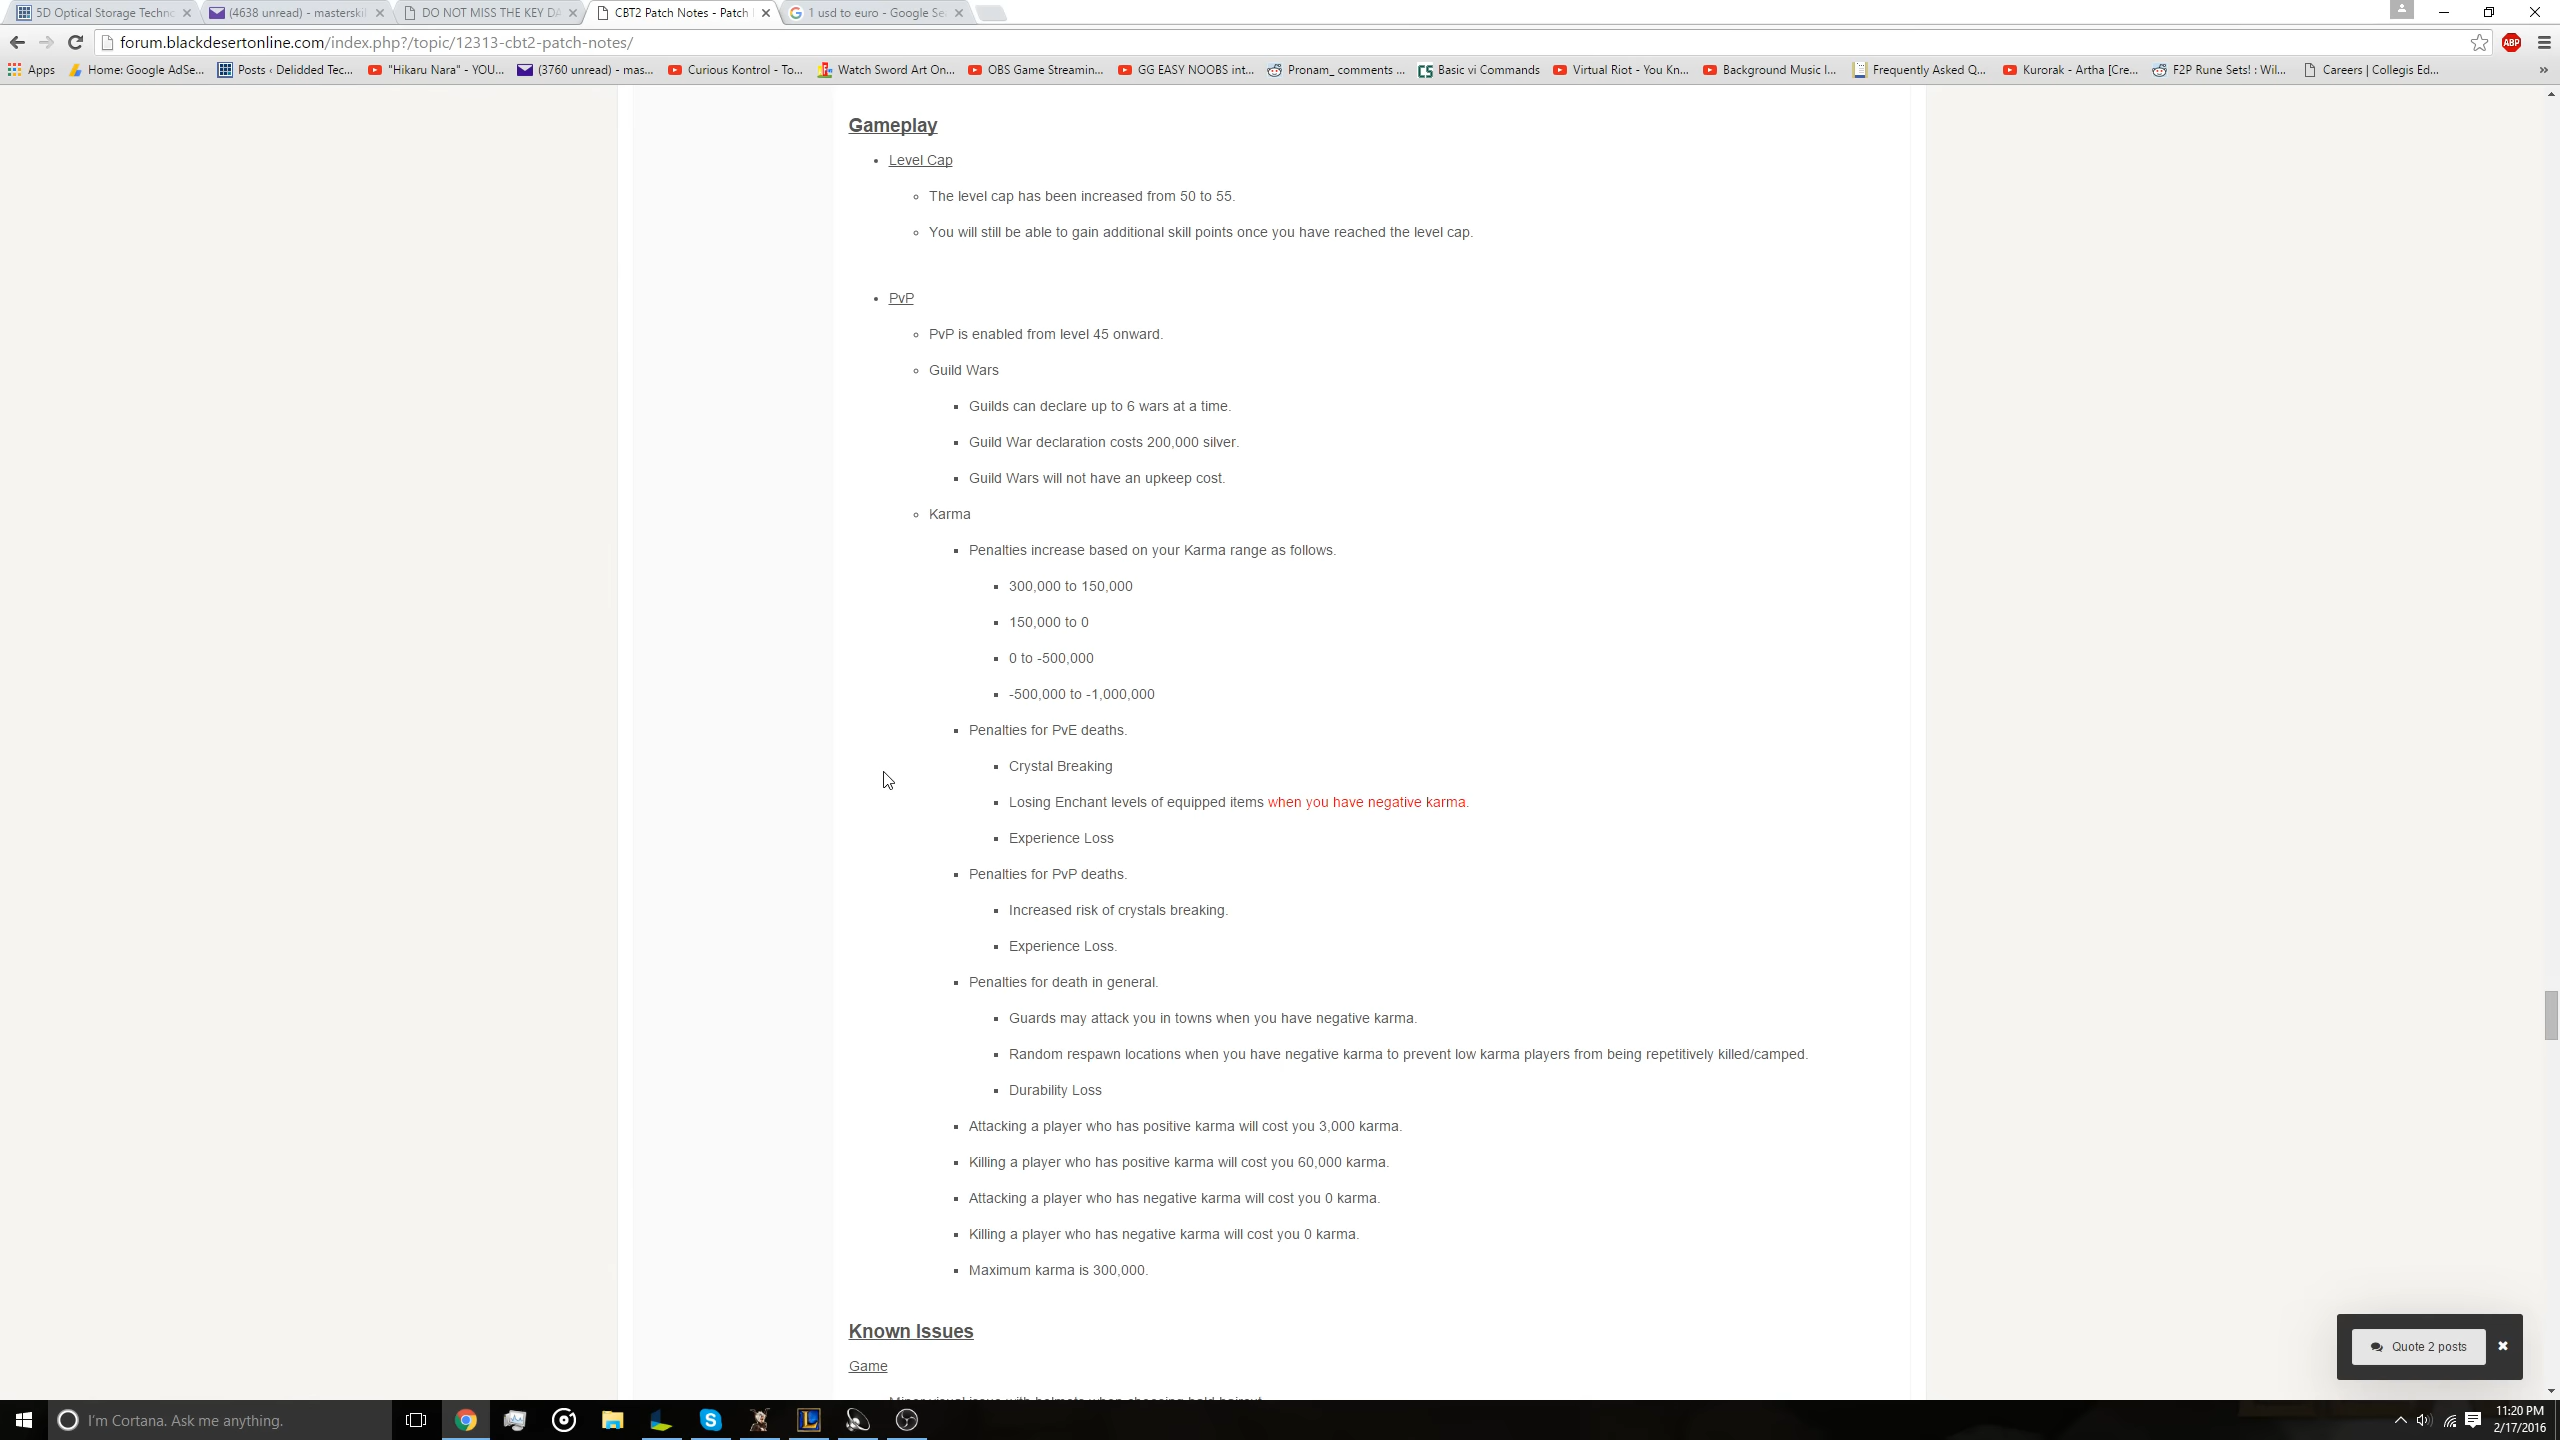 5D Optical Storage Techno
(4638 unread) - masterskil
DO NOT MISS THE KEY DA
CBT2 Patch Notes - Patch
1 usd to euro - Google Se
forum.blackdesertonline.com/index.php?/topic/12313-cbt2-patch-notes/
ABP
Apps
Home: Google AdSe...
Posts ‹ Delidded Tec...
"Hikaru Nara" - YOU...
(3760 unread) - mas...
Curious Kontrol - To...
Watch Sword Art On...
OBS Game Streamin...
GG EASY NOOBS int...
Pronam_ comments ...
Basic vi Commands
Virtual Riot - You Kn...
Background Music I...
Frequently Asked Q...
Kurorak - Artha [Cre...
F2P Rune Sets! : Wil...
Careers | Collegis Ed...
»
Gameplay
Level Cap
The level cap has been increased from 50 to 55.
You will still be able to gain additional skill points once you have reached the level cap.
PvP
PvP is enabled from level 45 onward.
Guild Wars
Guilds can declare up to 6 wars at a time.
Guild War declaration costs 200,000 silver.
Guild Wars will not have an upkeep cost.
Karma
Penalties increase based on your Karma range as follows.
300,000 to 150,000
150,000 to 0
0 to -500,000
-500,000 to -1,000,000
Penalties for PvE deaths.
Crystal Breaking
Losing Enchant levels of equipped items when you have negative karma.
Experience Loss
Penalties for PvP deaths.
Increased risk of crystals breaking.
Experience Loss.
Penalties for death in general.
Guards may attack you in towns when you have negative karma.
Random respawn locations when you have negative karma to prevent low karma players from being repetitively killed/camped.
Durability Loss
Attacking a player who has positive karma will cost you 3,000 karma.
Killing a player who has positive karma will cost you 60,000 karma.
Attacking a player who has negative karma will cost you 0 karma.
Killing a player who has negative karma will cost you 0 karma.
Maximum karma is 300,000.
Known Issues
Game
Minor visual issue with helmets when choosing bald haircut
Quote 2 posts
I'm Cortana. Ask me anything.
11:20 PM
2/17/2016